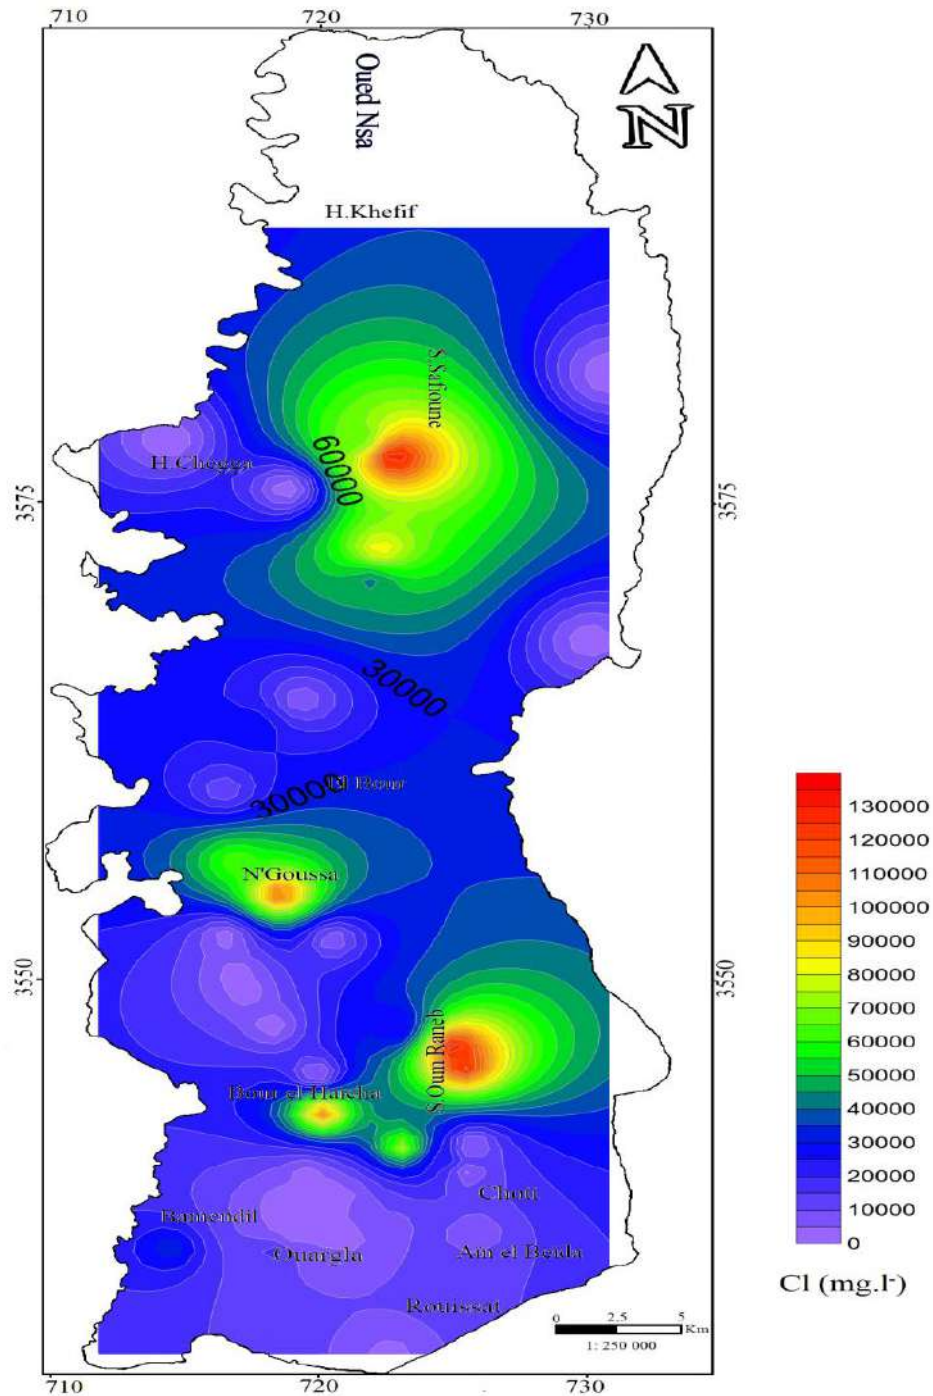 710 720 730
Oued Nsa
N
H.Khefif
S.Safioune
60000
H.Chegga
3575 3575
30000
El Bour
30000
N'Goussa
3550 3550
S.Oum Raneb
Bour el Haicha
Chott
Bamendil
Ouargla
Ain el Beida
Rouissat
0 2.5 5
Km
1: 250 000
710 720 730
130000
120000
110000
100000
90000
80000
70000
60000
50000
40000
30000
20000
10000
0
Cl (mg.l⁻)